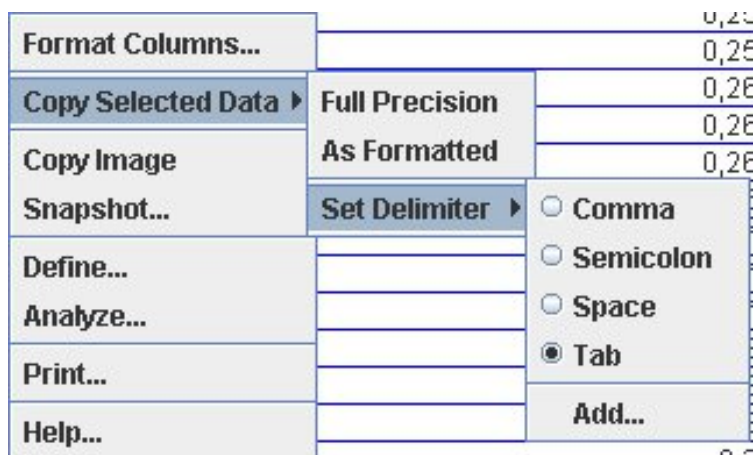 Format Columns...
Copy Selected Data
Copy Image
Snapshot...
Define...
Analyze...
Print...
Help...
Full Precision
As Formatted
Set Delimiter
Comma
Semicolon
Space
Tab
Add...
0,25
0,26
0,26
0,26